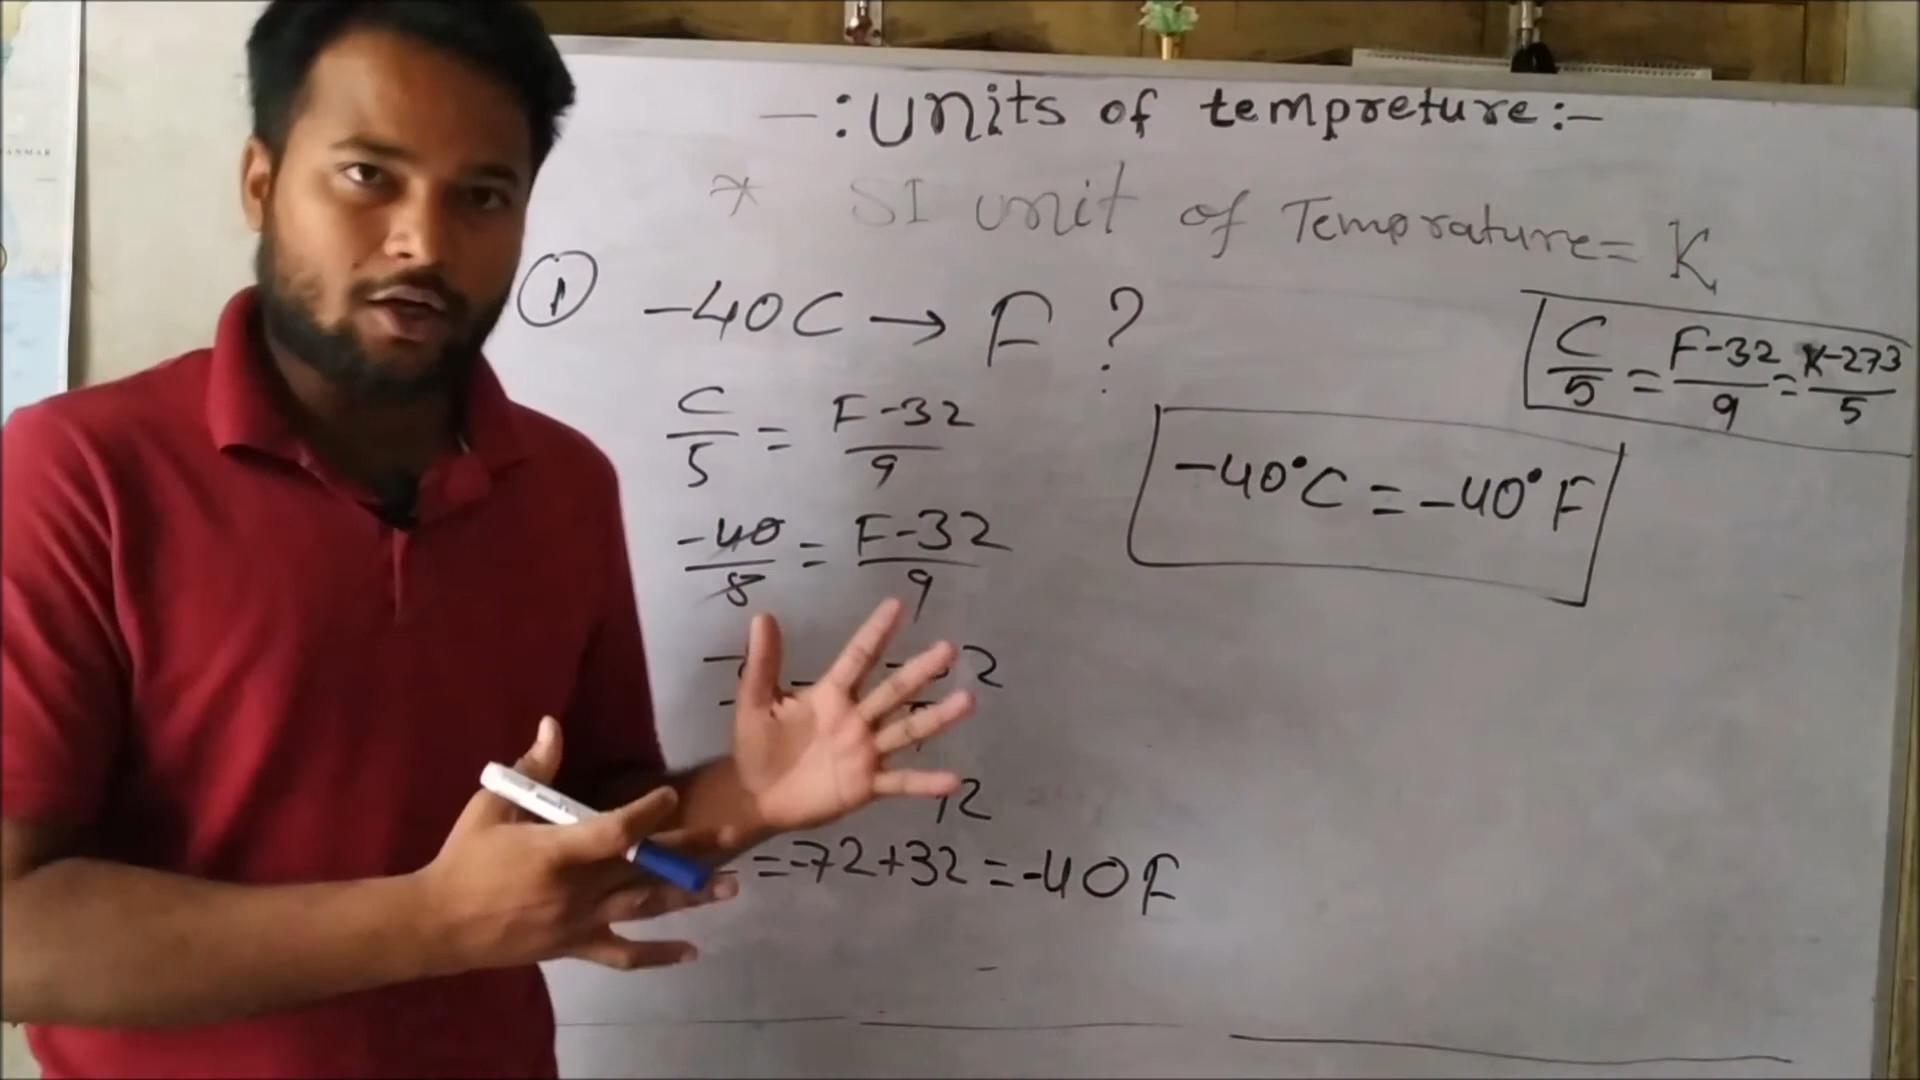 -: Units of tempreture :-
* SI unit of Temprature = K
1 -40C → F ?
C/5 = F-32/9 = K-273/5
C/5 = F-32/9
-40°C = -40°F
-40/5 = F-32/9
= -72+32 = -40F